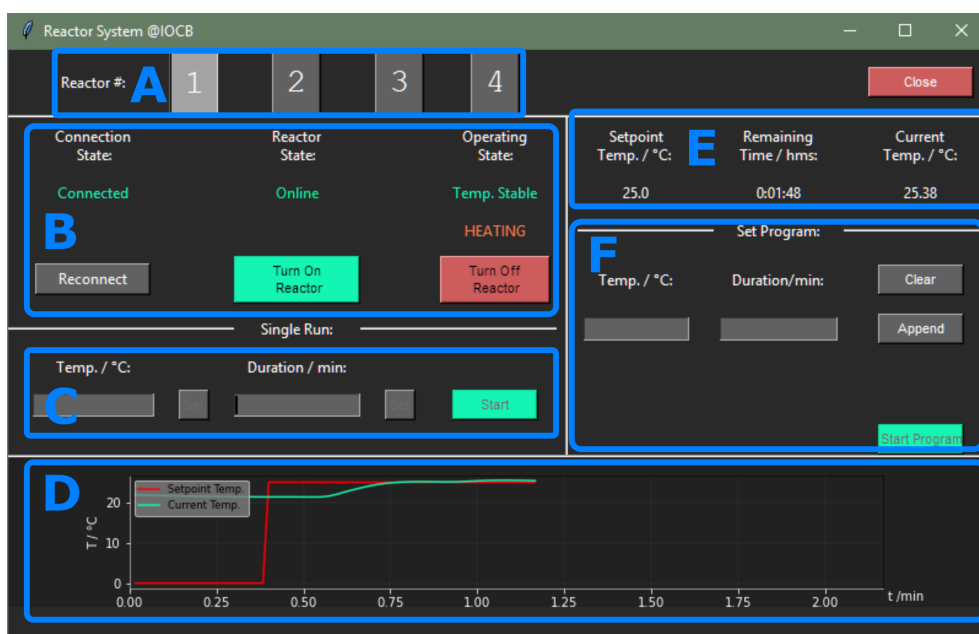 Reactor System @IOCB
Reactor #: A 1 2 3 4
Close
Connection State:
Reactor State:
Operating State:
Connected
Online
Temp. Stable
HEATING
B
Reconnect
Turn On Reactor
Turn Off Reactor
Setpoint Temp. / °C:
E
Remaining Time / hms:
Current Temp. / °C:
25.0
0:01:48
25.38
Set Program:
F
Temp. / °C:
Duration/min:
Clear
Append
Start Program
Single Run:
Temp. / °C:
Duration / min:
C
Set
Set
Start
D
Setpoint Temp.
Current Temp.
T / °C
20
10
0
0.00 0.25 0.50 0.75 1.00 1.25 1.50 1.75 2.00
t /min